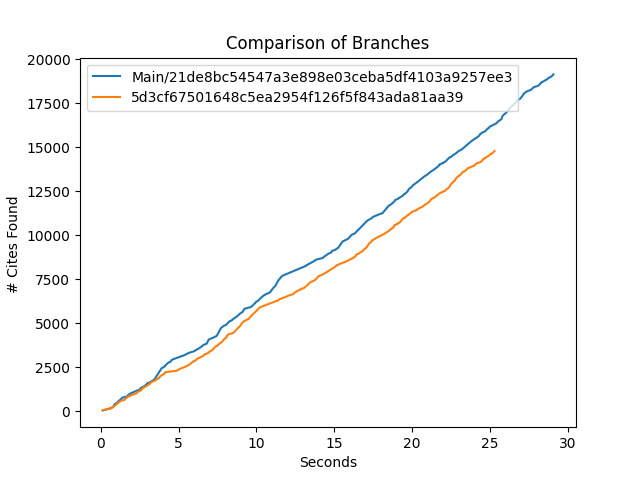 Comparison of Branches
Main/21de8bc54547a3e898e03ceba5df4103a9257ee3
5d3cf67501648c5ea2954f126f5f843ada81aa39
# Cites Found
20000
17500
15000
12500
10000
7500
5000
2500
0
0 5 10 15 20 25 30
Seconds